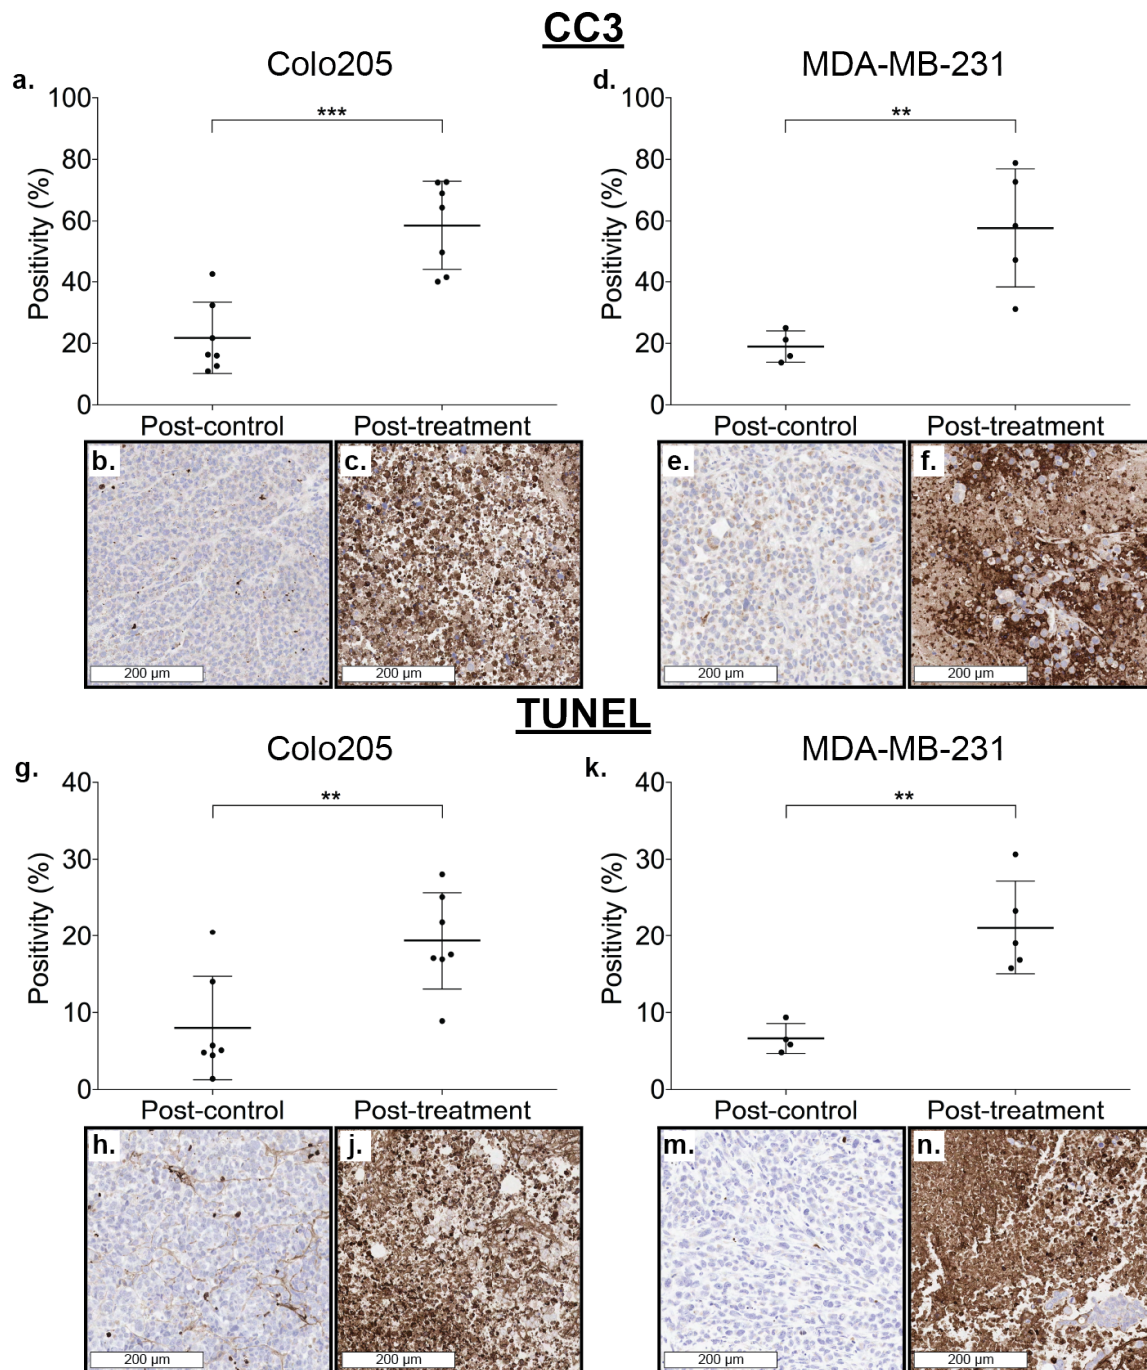 CC3
Colo205
MDA-MB-231
a.
100
80
60
40
20
0
Positivity (%)
***
Post-control
Post-treatment
d.
100
80
60
40
20
0
Positivity (%)
**
Post-control
Post-treatment
b.
200 µm
c.
200 µm
e.
200 µm
f.
200 µm
TUNEL
Colo205
MDA-MB-231
g.
40
30
20
10
0
Positivity (%)
**
Post-control
Post-treatment
k.
40
30
20
10
0
Positivity (%)
**
Post-control
Post-treatment
h.
200 µm
j.
200 µm
m.
200 µm
n.
200 µm